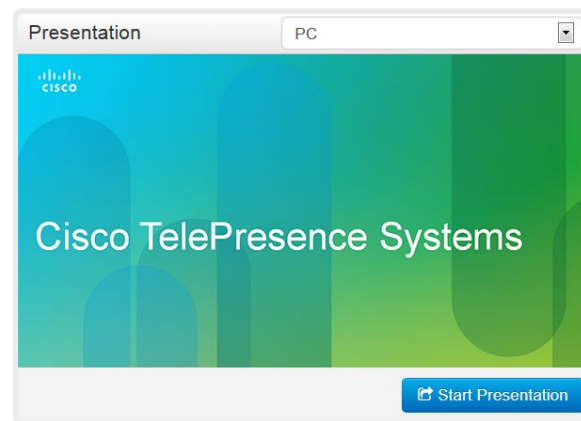 Presentation PC
CISCO
Cisco TelePresence Systems
Start Presentation